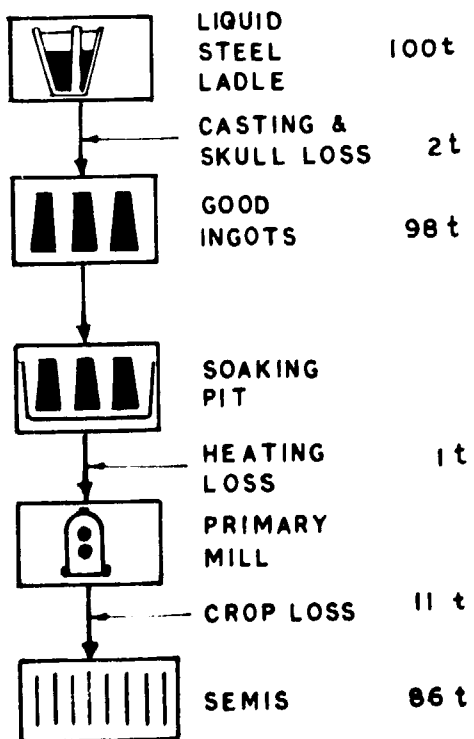 LIQUID
STEEL 100t
LADLE
CASTING &
SKULL LOSS 2t
GOOD
INGOTS 98t
SOAKING
PIT
HEATING 1t
LOSS
PRIMARY
MILL
CROP LOSS 11 t
SEMIS 86 t